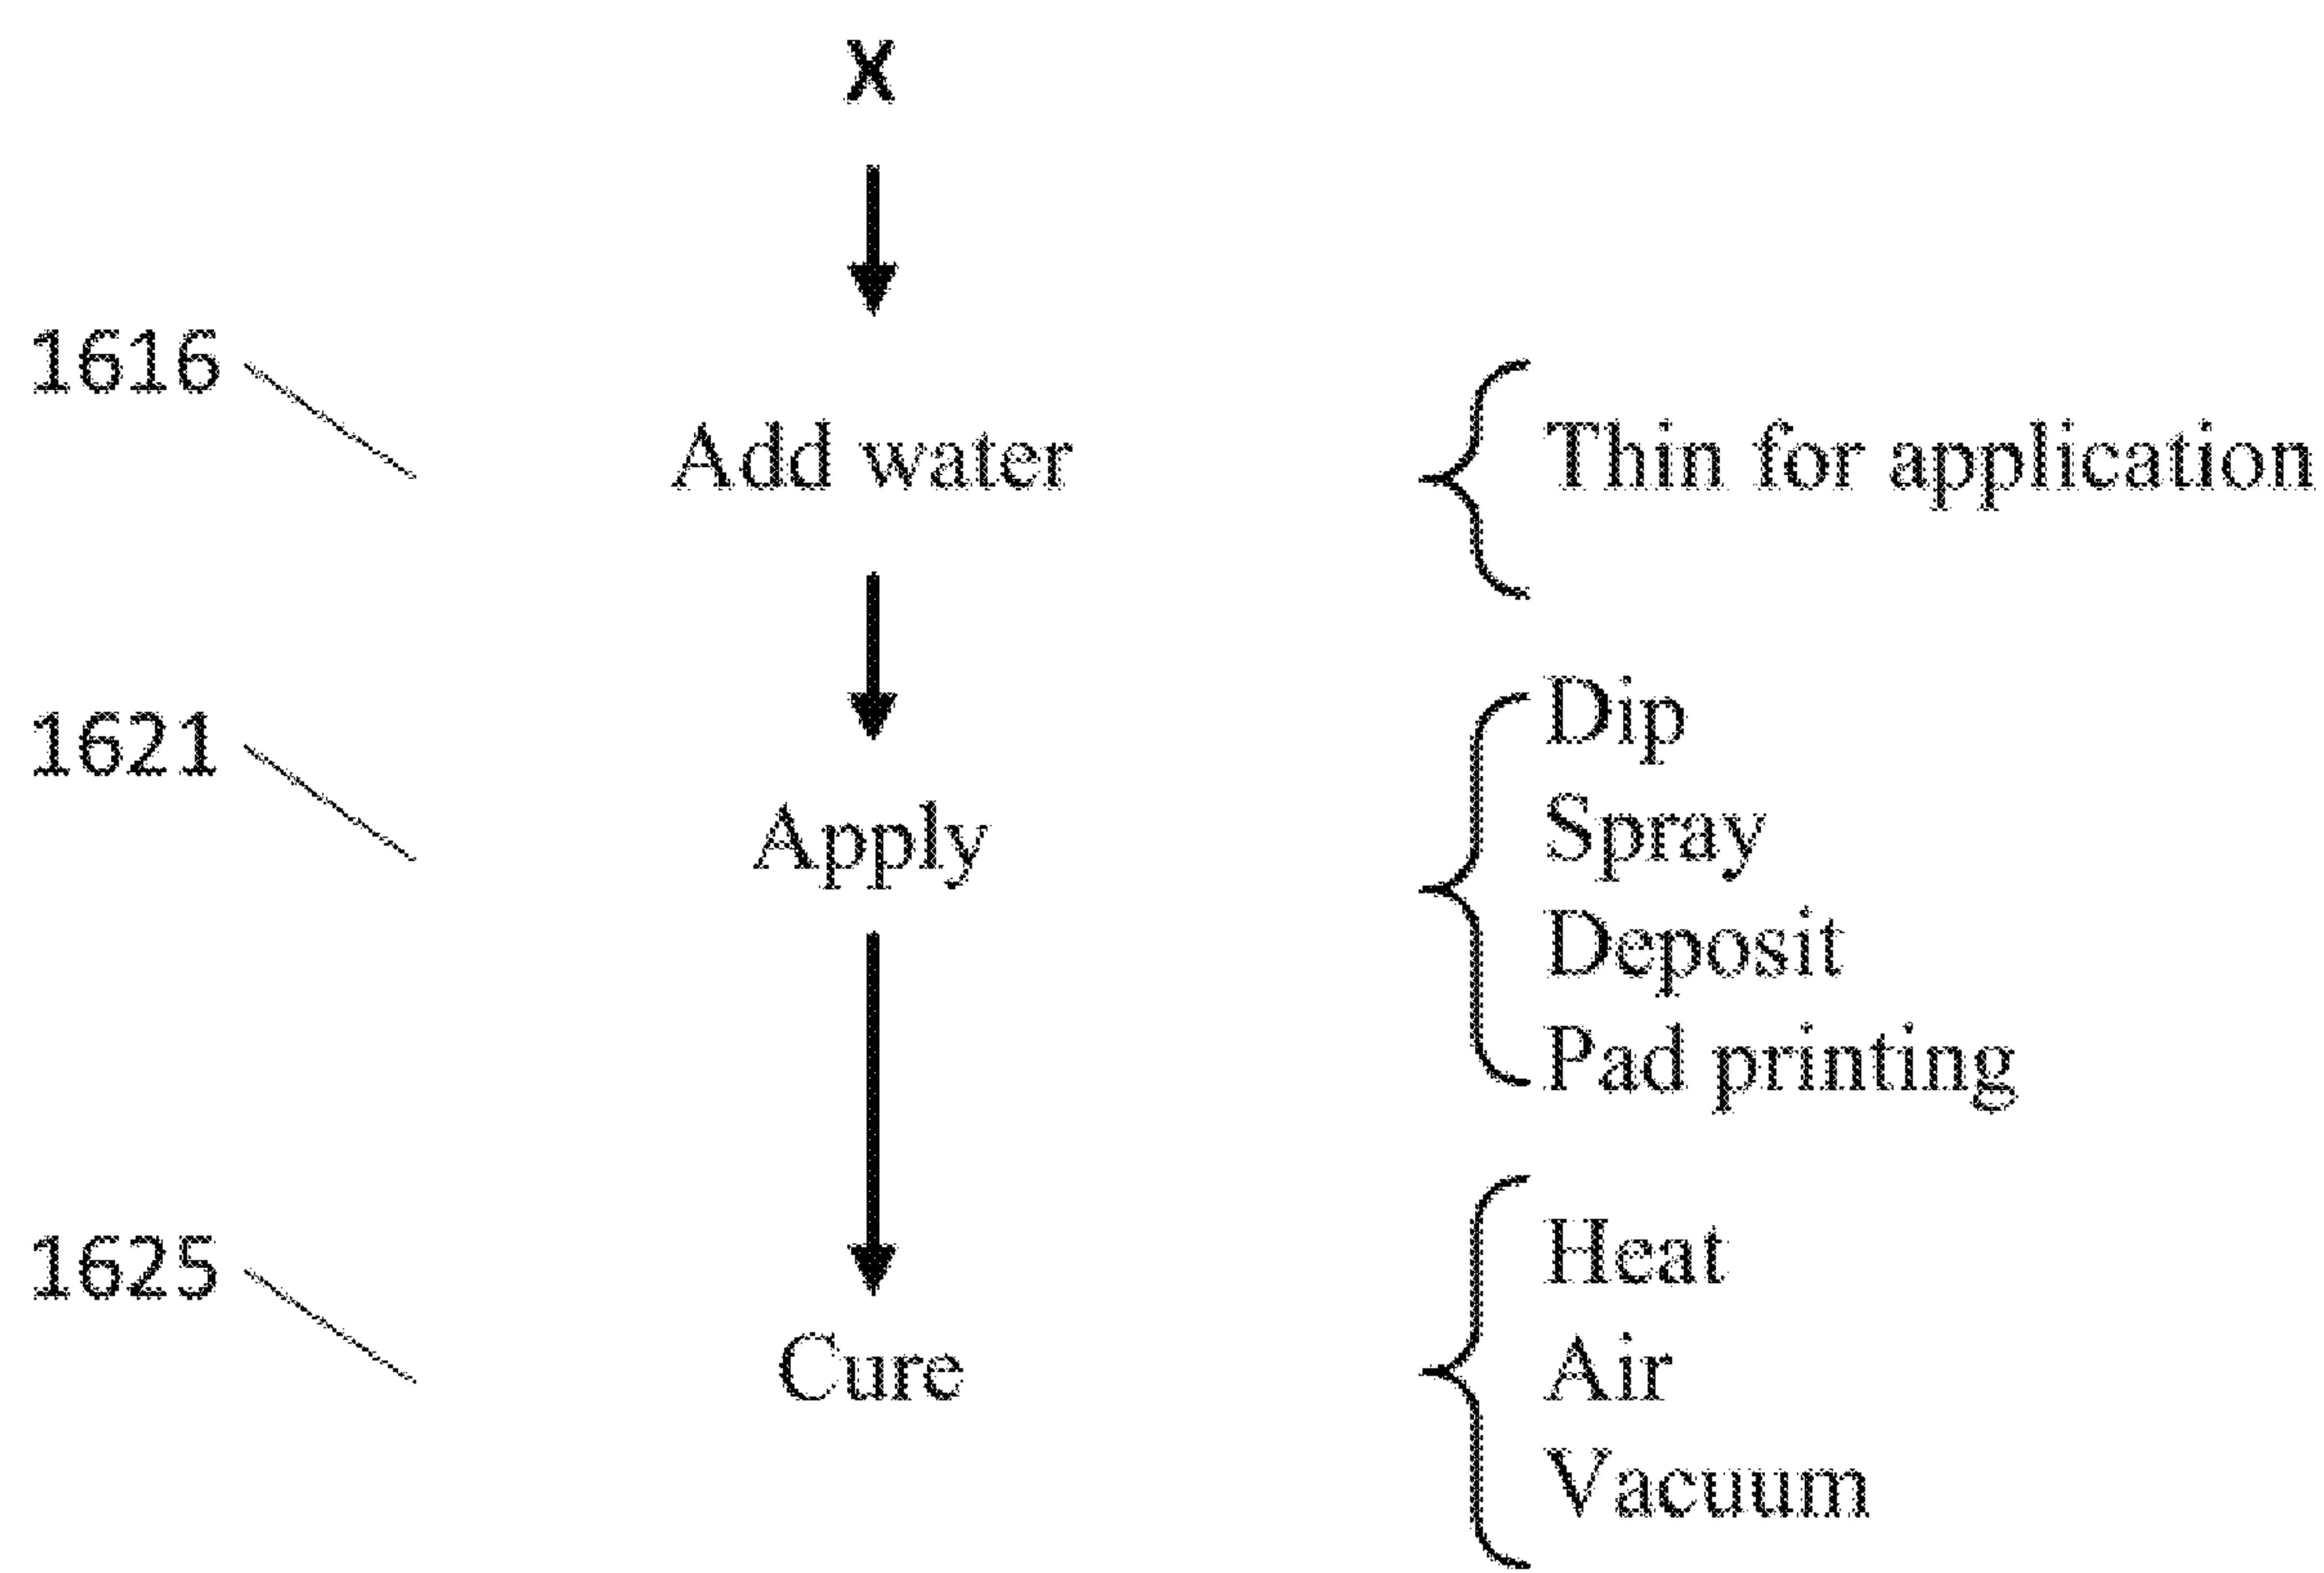 X
1616
Add water
Thin for application
1621
Apply
Dip
Spray
Deposit
Pad printing
1625
Cure
Heat
Air
Vacuum